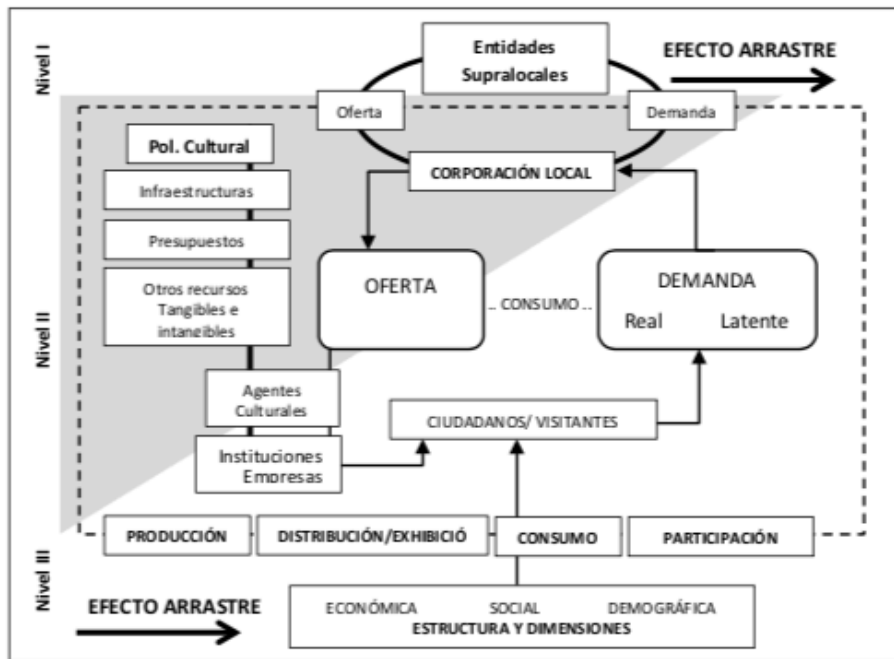 Nivel I
Entidades
Supralocales
EFECTO ARRASTRE
Oferta
Demanda
Pol. Cultural
CORPORACIÓN LOCAL
Infraestructuras
Presupuestos
Otros recursos
Tangibles e
intangibles
Nivel II
OFERTA
.. CONSUMO ..
DEMANDA
Real Latente
Agentes
Culturales
CIUDADANOS/ VISITANTES
Instituciones
Empresas
PRODUCCIÓN
DISTRIBUCIÓN/EXHIBICIÓ
CONSUMO
PARTICIPACIÓN
Nivel III
EFECTO ARRASTRE
ECONÓMICA SOCIAL DEMOGRÁFICA
ESTRUCTURA Y DIMENSIONES